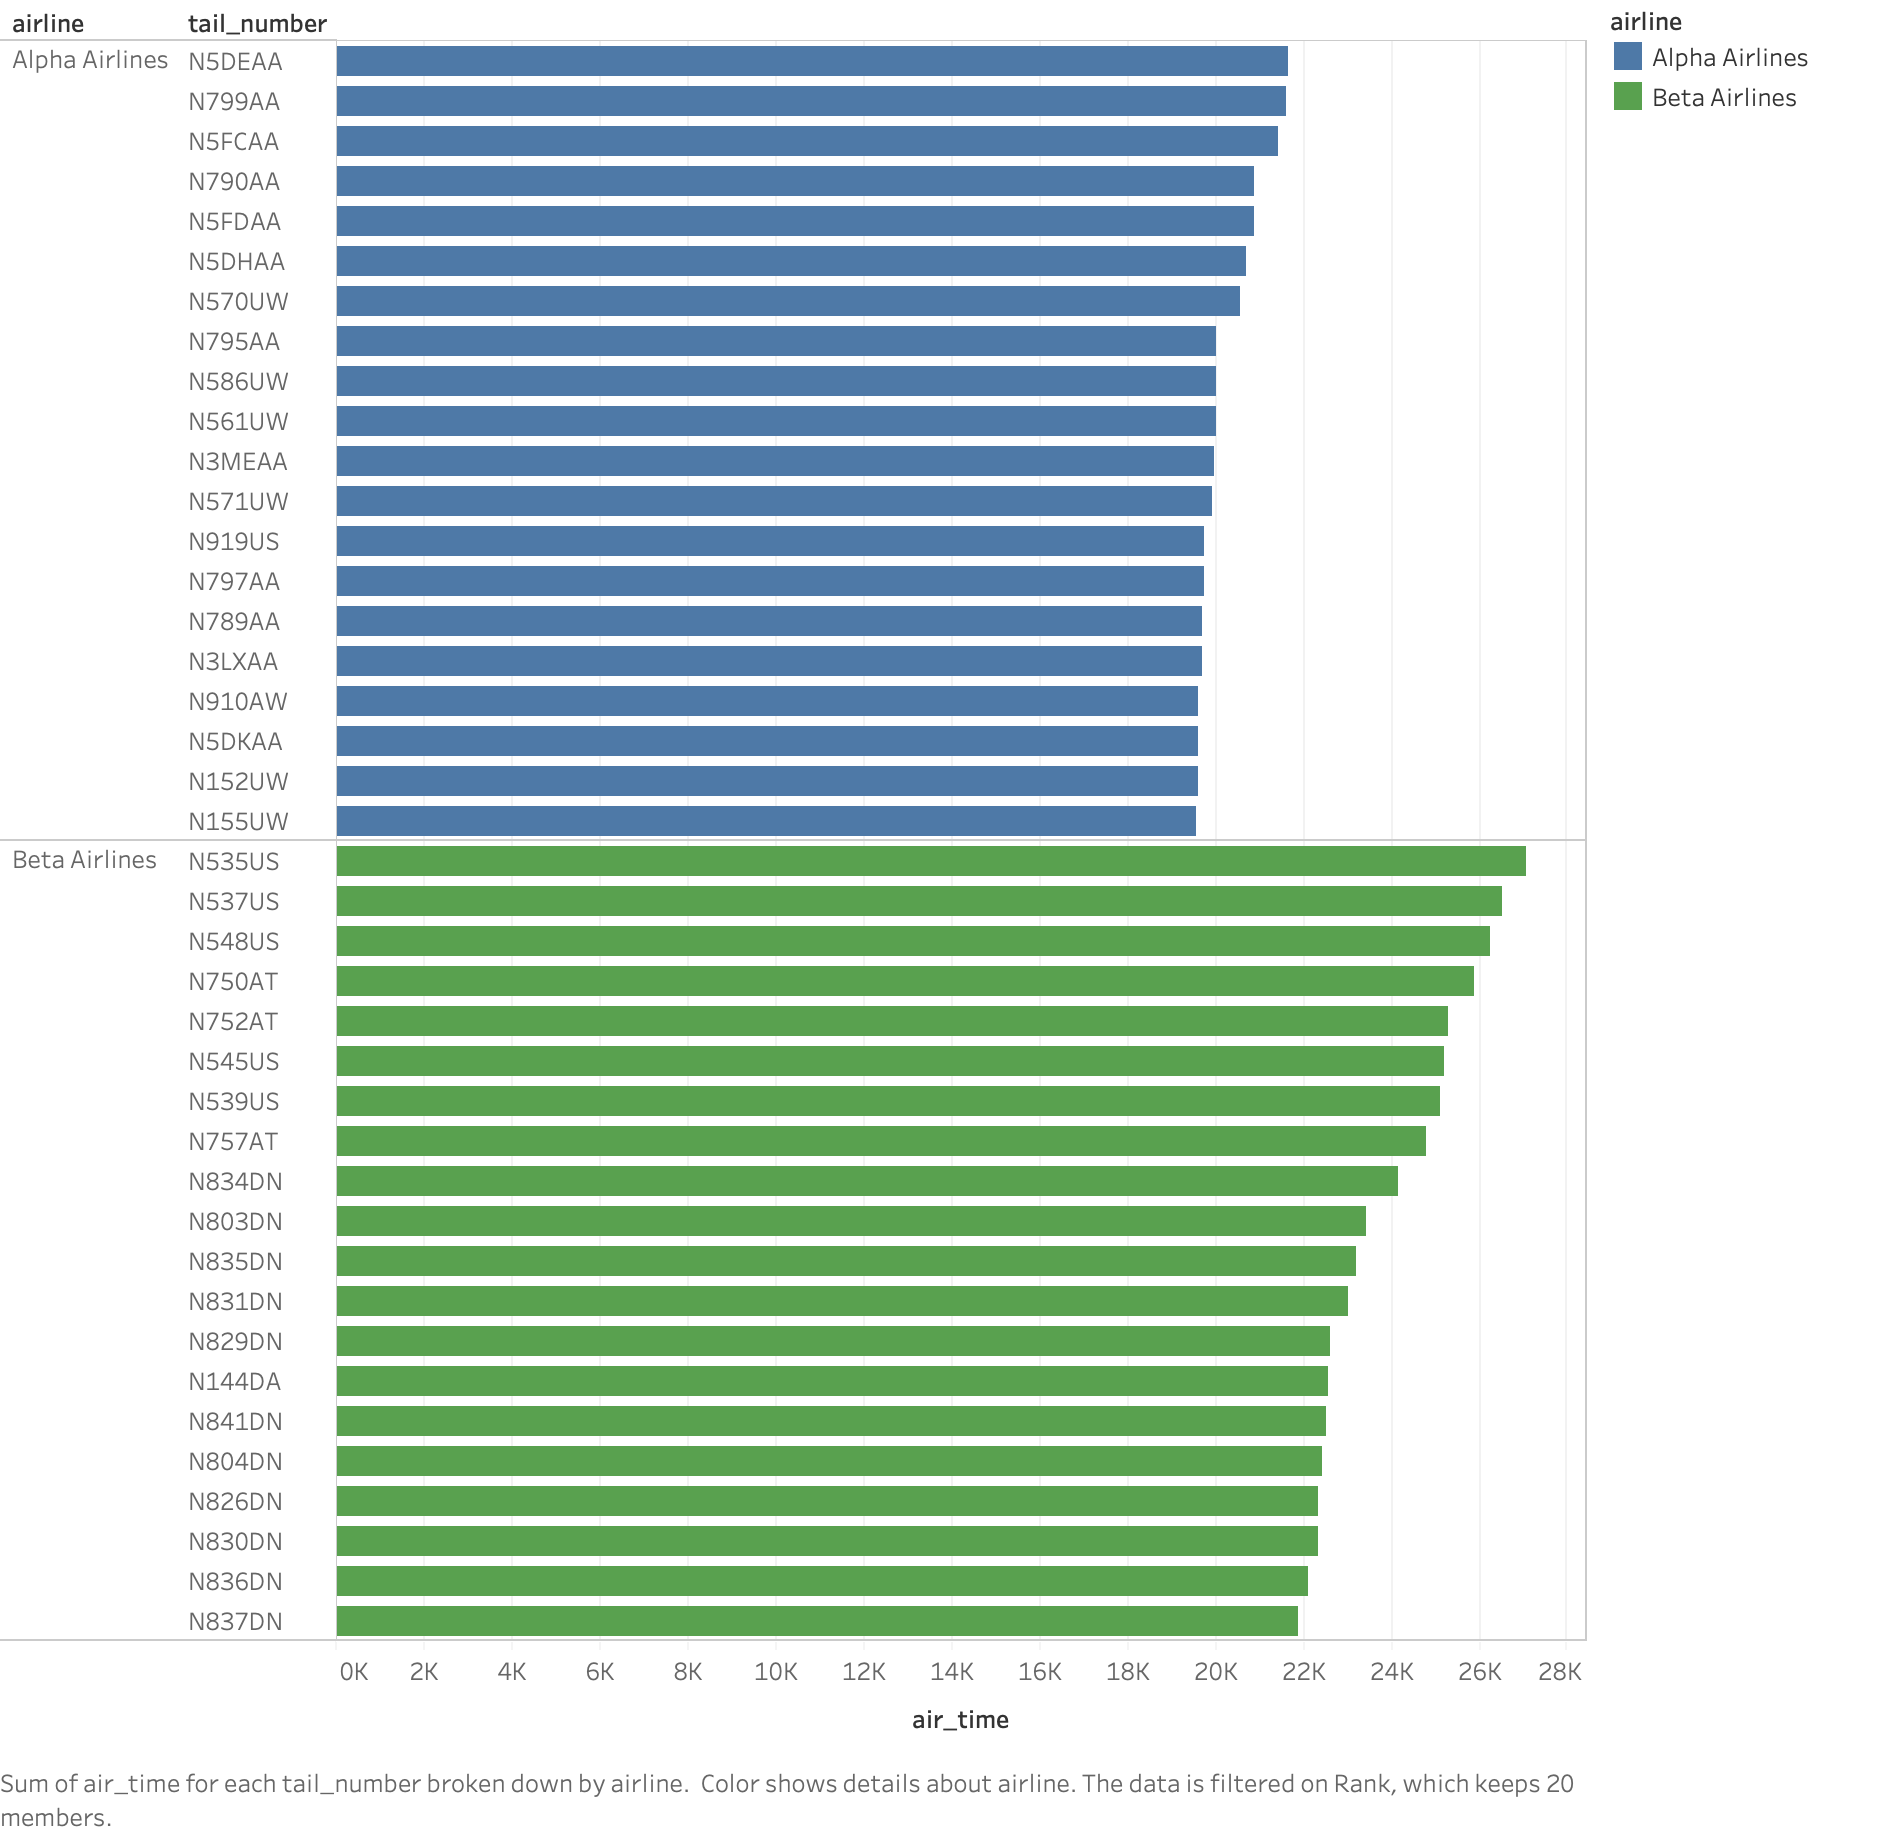 airline tail_number
Alpha Airlines N5DEAA
N799AA
N5FCAA
N790AA
N5FDAA
N5DHAA
N570UW
N795AA
N586UW
N561UW
N3MEAA
N571UW
N919US
N797AA
N789AA
N3LXAA
N910AW
N5DKAA
N152UW
N155UW
Beta Airlines N535US
N537US
N548US
N750AT
N752AT
N545US
N539US
N757AT
N834DN
N803DN
N835DN
N831DN
N829DN
N144DA
N841DN
N804DN
N826DN
N830DN
N836DN
N837DN
0K 2K 4K 6K 8K 10K 12K 14K 16K 18K 20K 22K 24K 26K 28K
air_time
airline
Alpha Airlines
Beta Airlines
Sum of air_time for each tail_number broken down by airline.  Color shows details about airline. The data is filtered on Rank, which keeps 20
members.